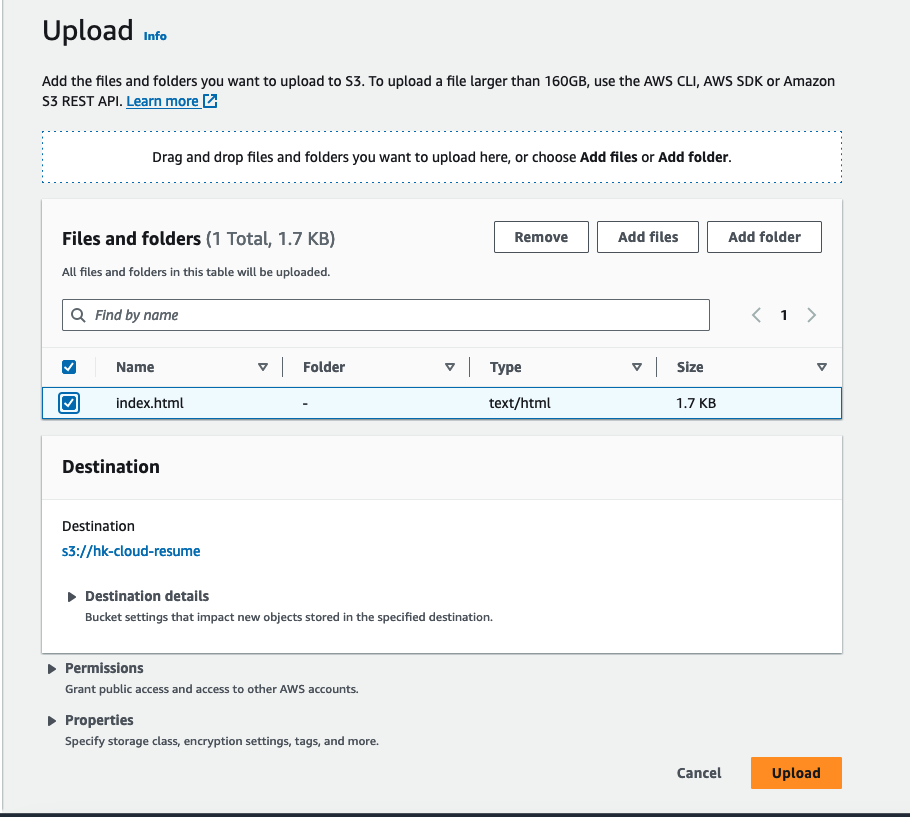 Upload Info
Add the files and folders you want to upload to S3. To upload a file larger than 160GB, use the AWS CLI, AWS SDK or Amazon
S3 REST API. Learn more
Drag and drop files and folders you want to upload here, or choose Add files or Add folder.
Files and folders (1 Total, 1.7 KB)
Remove
Add files
Add folder
All files and folders in this table will be uploaded.
Find by name
1
Name Folder Type Size
index.html - text/html 1.7 KB
Destination
Destination
s3://hk-cloud-resume
Destination details
Bucket settings that impact new objects stored in the specified destination.
Permissions
Grant public access and access to other AWS accounts.
Properties
Specify storage class, encryption settings, tags, and more.
Cancel
Upload